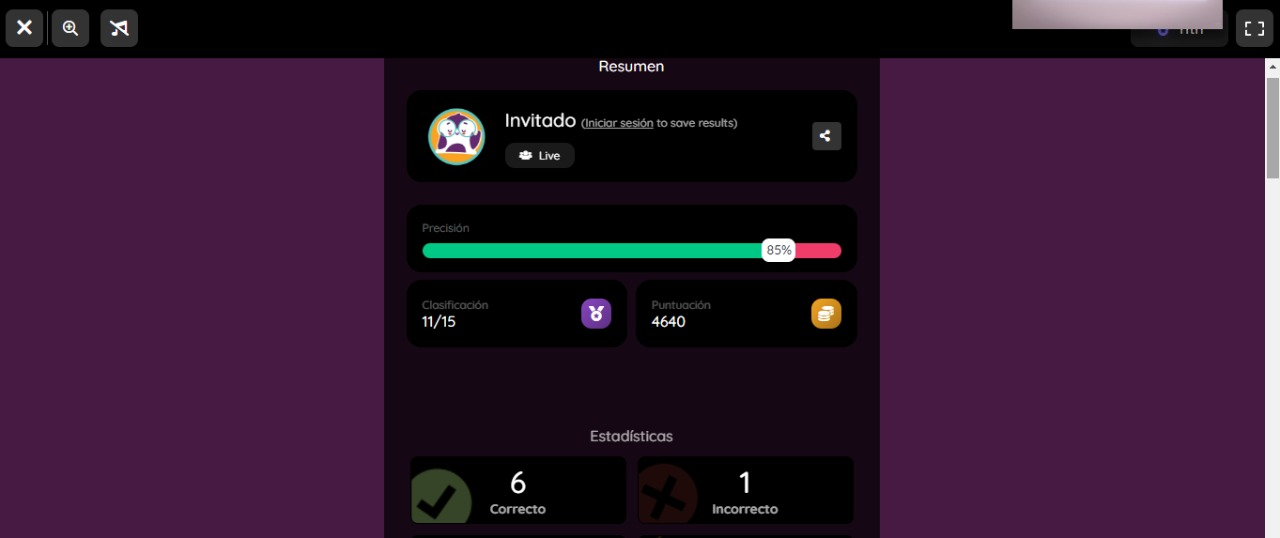 Resumen
Invitado (Iniciar sesión to save results)
Live
Precisión
85%
Clasificación
11/15
Puntuación
4640
Estadísticas
6
Correcto
1
Incorrecto